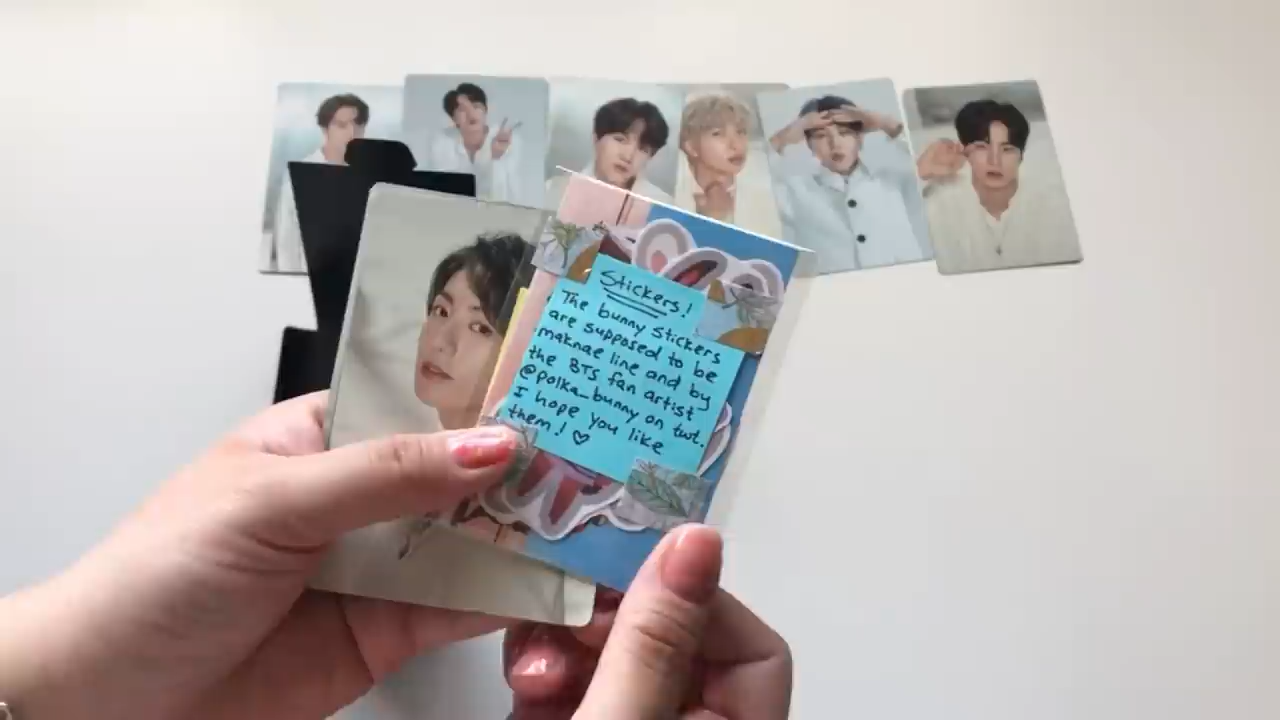 Stickers!
The bunny stickers
are supposed to be
maknae line and by
the BTS fan artist
@polka_bunny on twt.
I hope you like
them! ♡